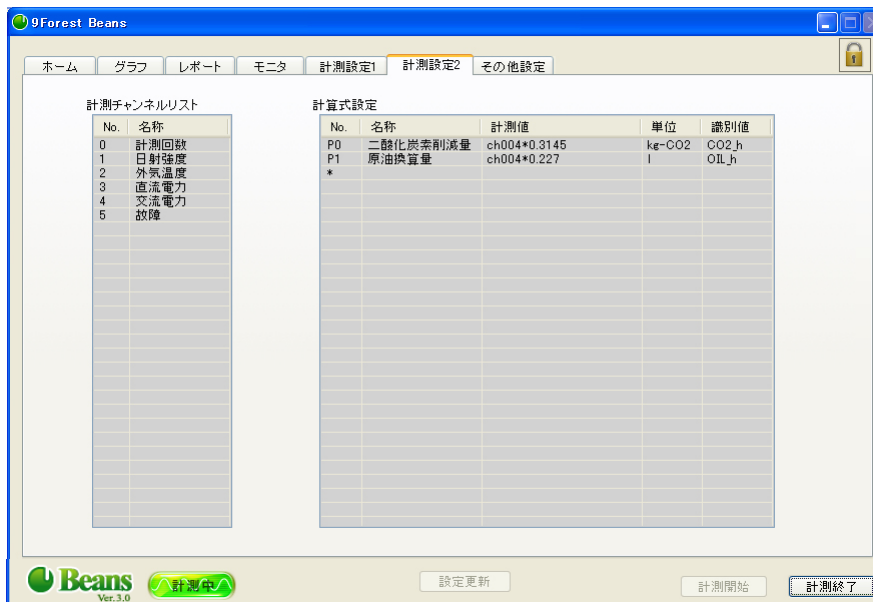 9Forest Beans
ホーム グラフ レポート モニタ 計測設定1 計測設定2 その他設定
計測チャンネルリスト 計算式設定
No. 名称 No. 名称 計測値 単位 識別値
0 計測回数 P0 二酸化炭素削減量 ch004*0.3145 kg-CO2 CO2_h
1 日射強度 P1 原油換算量 ch004*0.227 l OIL_h
2 外気温度 *
3 直流電力
4 交流電力
5 故障
Beans 計測中 設定更新 計測開始 計測終了
Ver.3.0